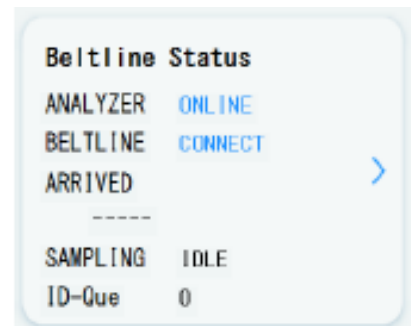 Beltline Status
ANALYZER ONLINE
BELTLINE CONNECT
ARRIVED
-----
SAMPLING IDLE
ID-Que 0